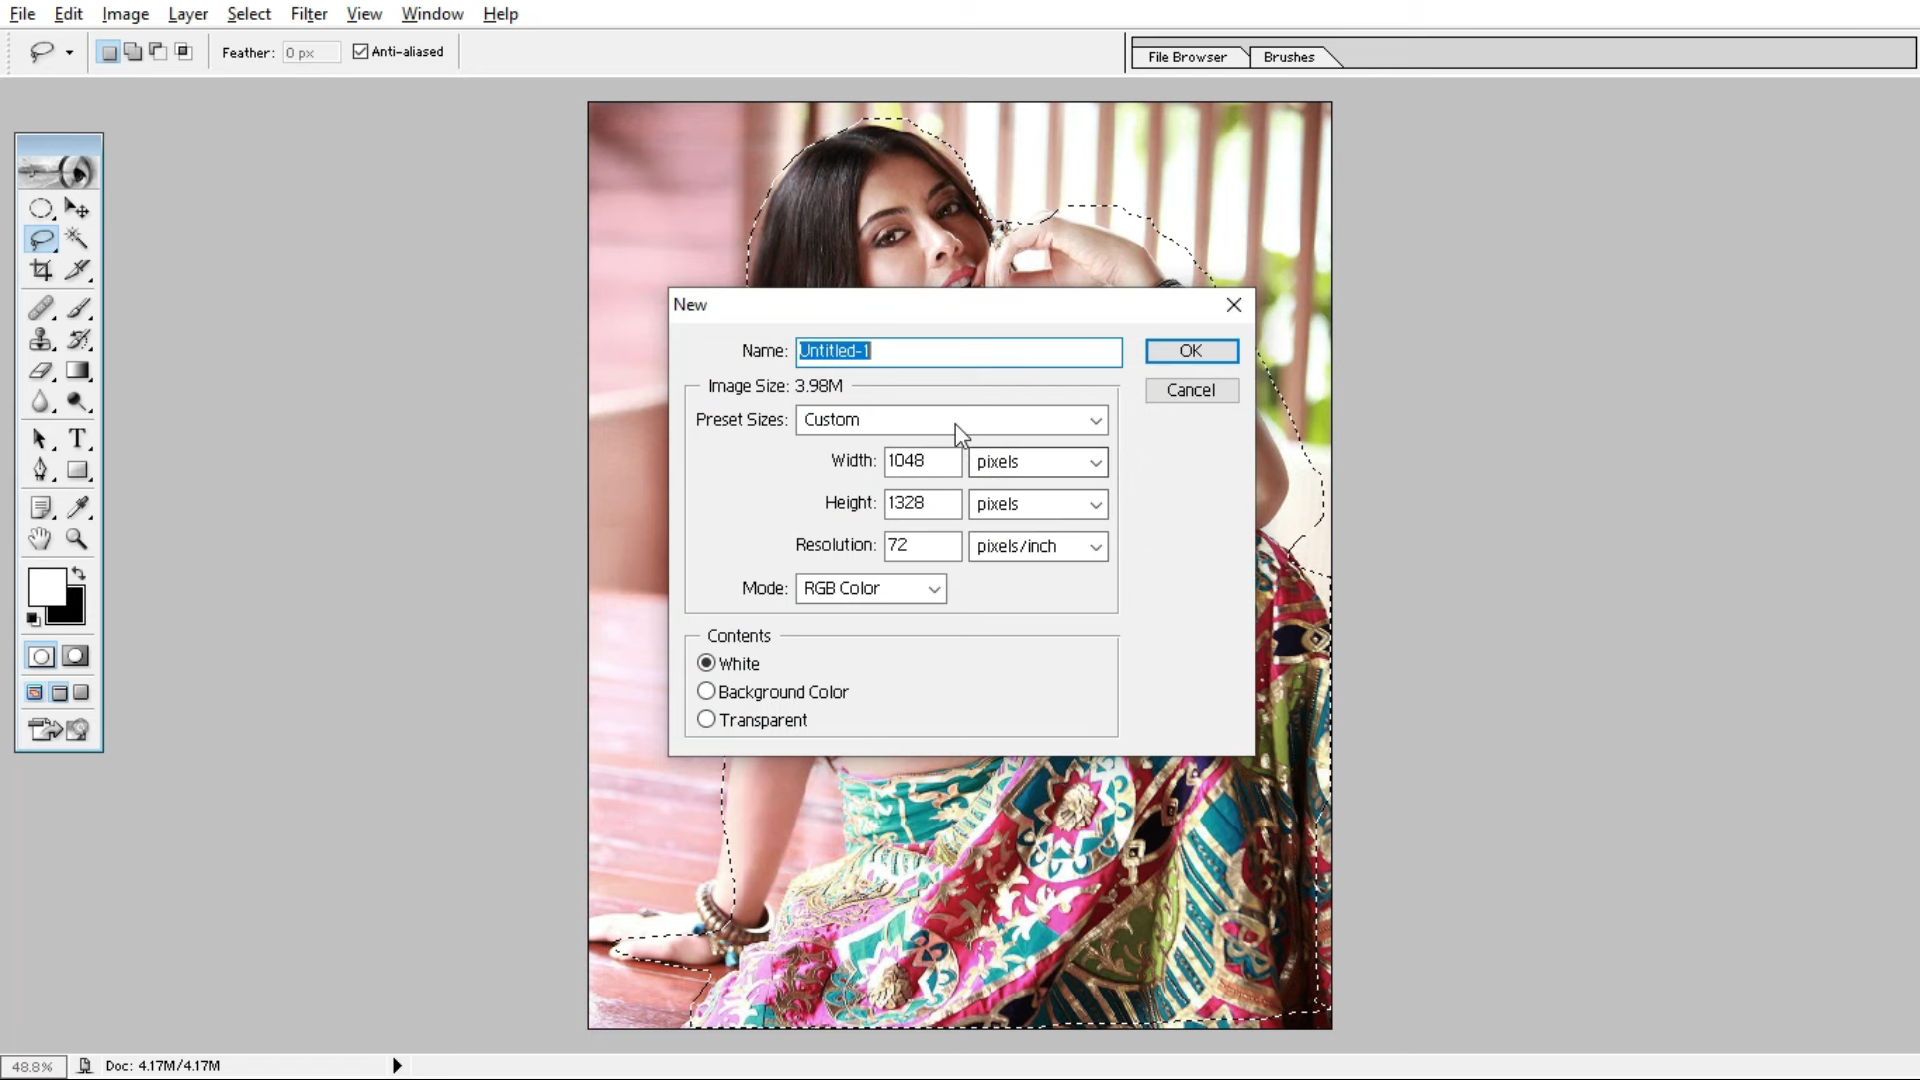 File Edit Image Layer Select Filter View Window Help
Feather: 0 px Anti-aliased
File Browser Brushes
New
Name: Untitled-1 OK
Image Size: 3.98M Cancel
Preset Sizes: Custom
Width: 1048 pixels
Height: 1328 pixels
Resolution: 72 pixels/inch
Mode: RGB Color
Contents
White
Background Color
Transparent
T
48.8% Doc: 4.17M/4.17M